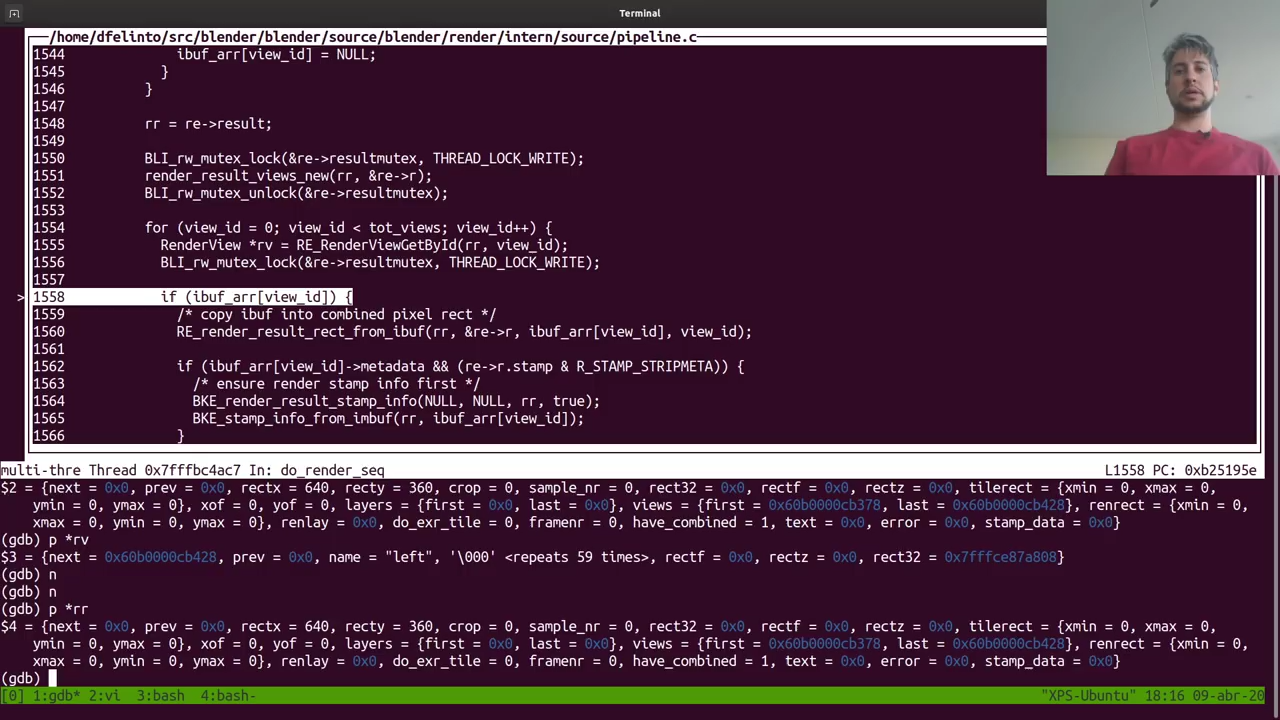 Terminal
/home/dfelinto/src/blender/blender/source/blender/render/intern/source/pipeline.c
1544 ibuf_arr[view_id] = NULL;
1545 }
1546 }
1547
1548 rr = re->result;
1549
1550 BLI_rw_mutex_lock(&re->resultmutex, THREAD_LOCK_WRITE);
1551 render_result_views_new(rr, &re->r);
1552 BLI_rw_mutex_unlock(&re->resultmutex);
1553
1554 for (view_id = 0; view_id < tot_views; view_id++) {
1555 RenderView *rv = RE_RenderViewGetById(rr, view_id);
1556 BLI_rw_mutex_lock(&re->resultmutex, THREAD_LOCK_WRITE);
1557
> 1558 if (ibuf_arr[view_id]) {
1559 /* copy ibuf into combined pixel rect */
1560 RE_render_result_rect_from_ibuf(rr, &re->r, ibuf_arr[view_id], view_id);
1561
1562 if (ibuf_arr[view_id]->metadata && (re->r.stamp & R_STAMP_STRIPMETA)) {
1563 /* ensure render stamp info first */
1564 BKE_render_result_stamp_info(NULL, NULL, rr, true);
1565 BKE_stamp_info_from_imbuf(rr, ibuf_arr[view_id]);
1566 }
multi-thre Thread 0x7fffbc4ac7 In: do_render_seq L1558 PC: 0xb25195e
$2 = {next = 0x0, prev = 0x0, rectx = 640, recty = 360, crop = 0, sample_nr = 0, rect32 = 0x0, rectf = 0x0, rectz = 0x0, tilerect = {xmin = 0, xmax = 0,
ymin = 0, ymax = 0}, xof = 0, yof = 0, layers = {first = 0x0, last = 0x0}, views = {first = 0x60b0000cb378, last = 0x60b0000cb428}, renrect = {xmin = 0,
xmax = 0, ymin = 0, ymax = 0}, renlay = 0x0, do_exr_tile = 0, framenr = 0, have_combined = 1, text = 0x0, error = 0x0, stamp_data = 0x0}
(gdb) p *rv
$3 = {next = 0x60b0000cb428, prev = 0x0, name = "left", '\000' <repeats 59 times>, rectf = 0x0, rectz = 0x0, rect32 = 0x7fffce87a808}
(gdb) n
(gdb) n
(gdb) p *rr
$4 = {next = 0x0, prev = 0x0, rectx = 640, recty = 360, crop = 0, sample_nr = 0, rect32 = 0x0, rectf = 0x0, rectz = 0x0, tilerect = {xmin = 0, xmax = 0,
ymin = 0, ymax = 0}, xof = 0, yof = 0, layers = {first = 0x0, last = 0x0}, views = {first = 0x60b0000cb378, last = 0x60b0000cb428}, renrect = {xmin = 0,
xmax = 0, ymin = 0, ymax = 0}, renlay = 0x0, do_exr_tile = 0, framenr = 0, have_combined = 1, text = 0x0, error = 0x0, stamp_data = 0x0}
(gdb)
[0] 1:gdb* 2:vi 3:bash 4:bash- "XPS-Ubuntu" 18:16 09-abr-20